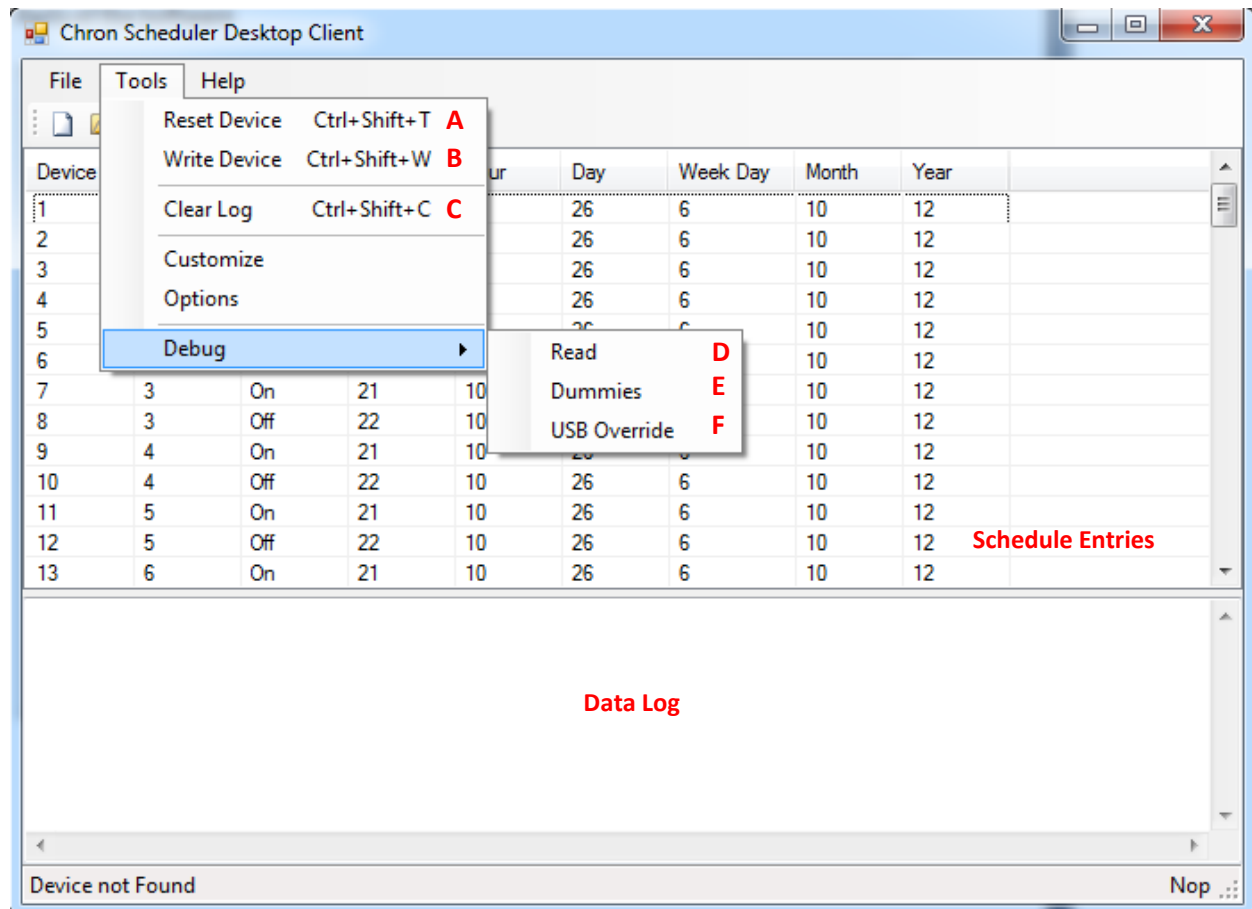 Chron Scheduler Desktop Client
File Tools Help
Reset Device Ctrl+Shift+T A
Write Device Ctrl+Shift+W B
Clear Log Ctrl+Shift+C C
Customize
Options
Debug
Read D
Dummies E
USB Override F
Device Day Week Day Month Year
1 26 6 10 12
2 26 6 10 12
3 26 6 10 12
4 26 6 10 12
5 10 12
6 10 12
7 3 On 21 10 10 12
8 3 Off 22 10 10 12
9 4 On 21 10 10 12
10 4 Off 22 10 26 6 10 12
11 5 On 21 10 26 6 10 12
12 5 Off 22 10 26 6 10 12 Schedule Entries
13 6 On 21 10 26 6 10 12
Data Log
Device not Found Nop